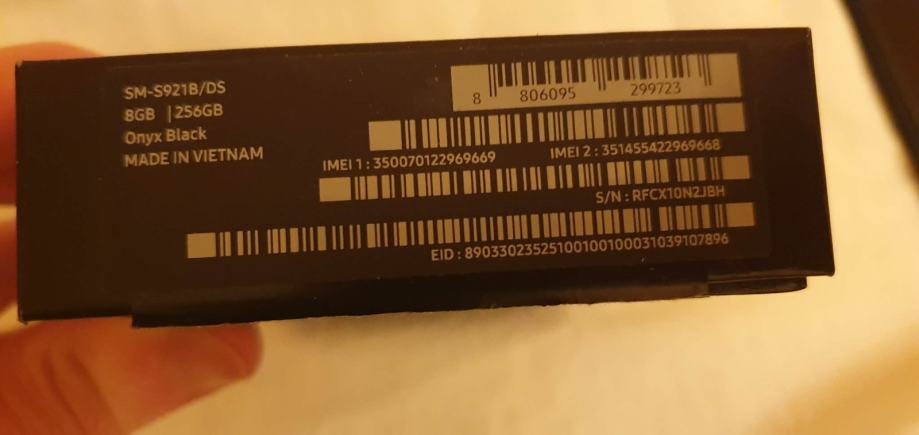 SM-S921B/DS
8GB | 256GB
Onyx Black
MADE IN VIETNAM
8 806095 299723
IMEI 1 : 350070122969669
IMEI 2 : 351455422969668
S/N : RFCX10N2JBH
EID : 89033023525100100100031039107896